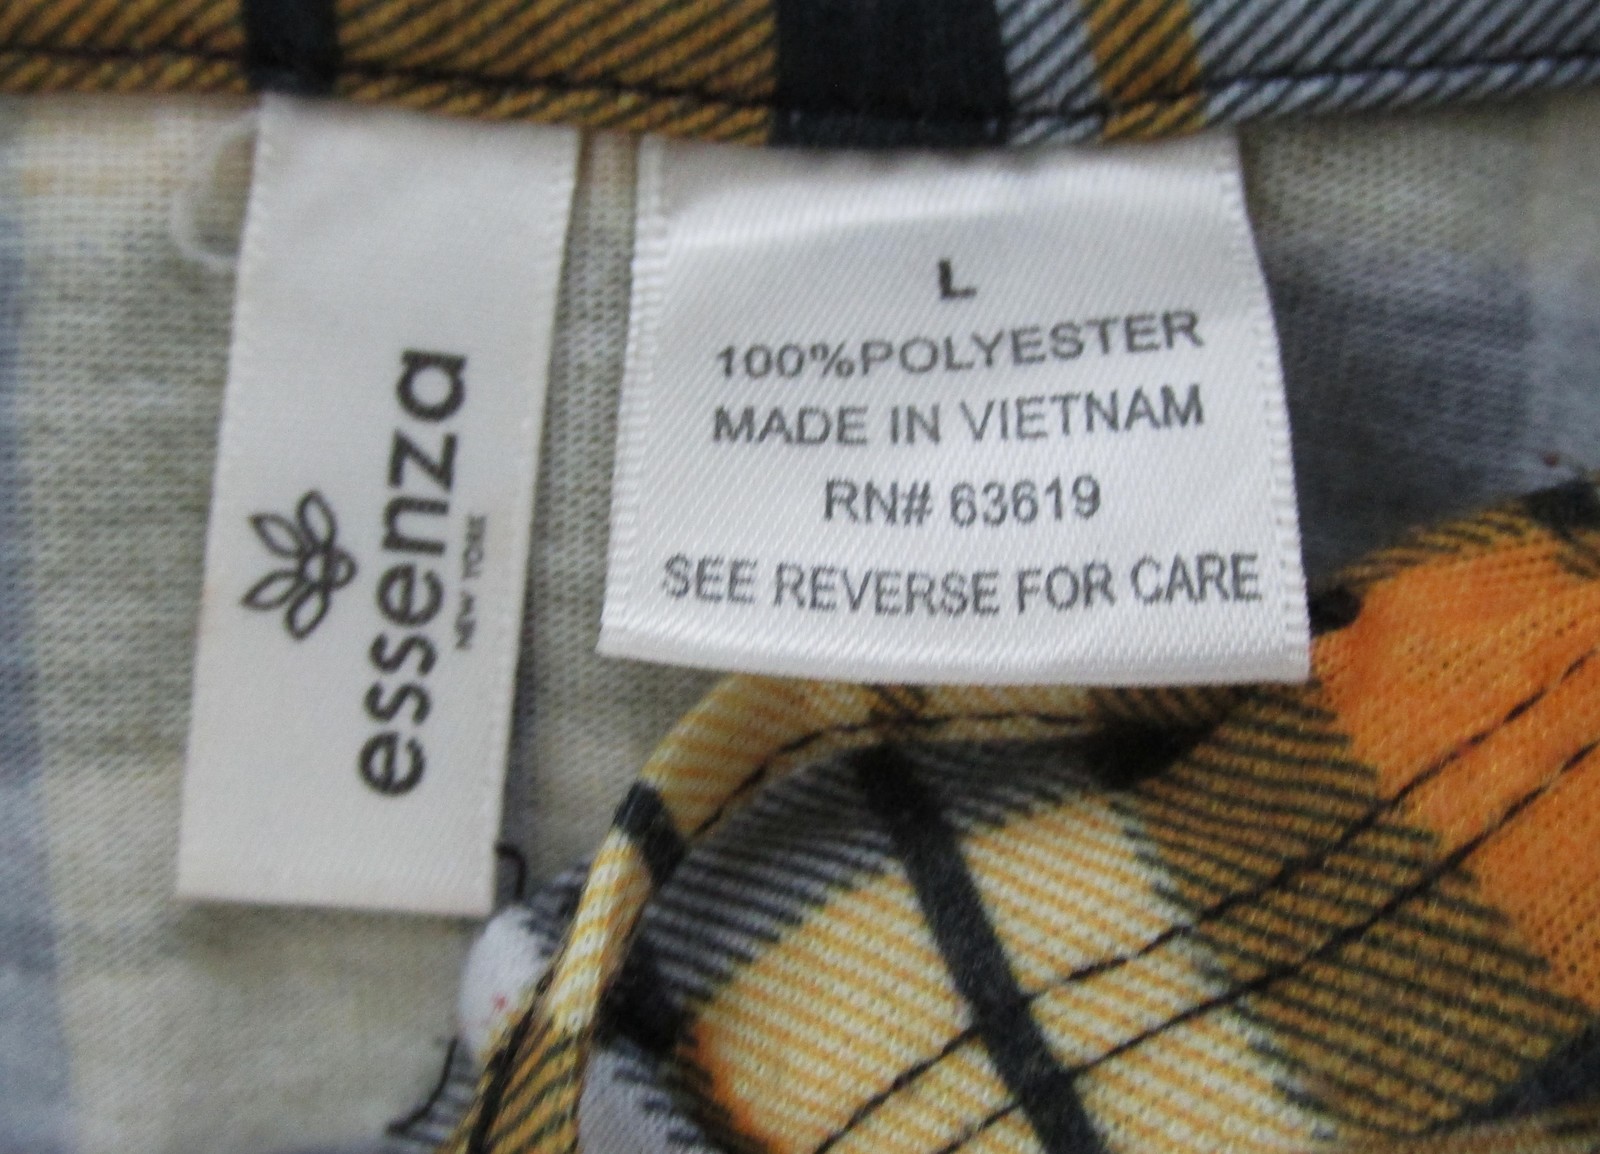 essenza
NEW YORK
L
100%POLYESTER
MADE IN VIETNAM
RN# 63619
SEE REVERSE FOR CARE